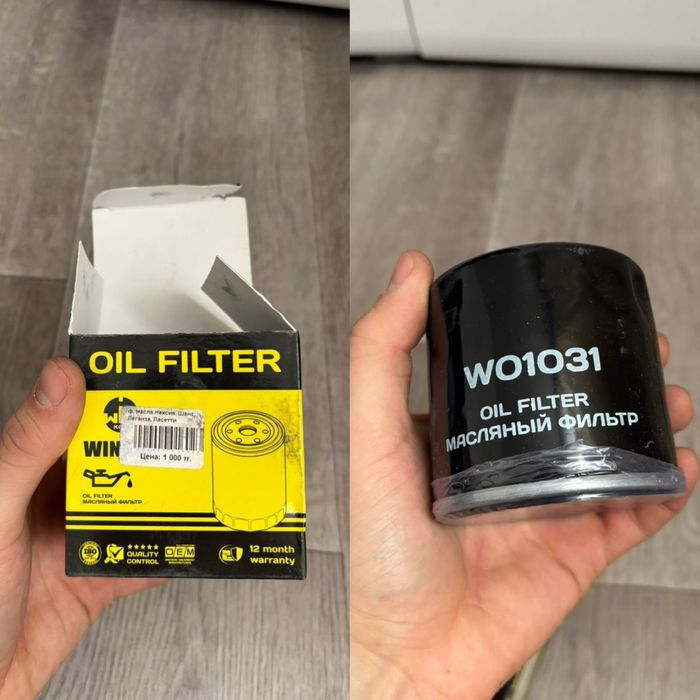 OIL FILTER
ф. масла Нексия, Шанс,
Леганза, Ласетти
Цена: 1 000 тг.
WIN
OIL FILTER
МАСЛЯНЫЙ ФИЛЬТР
ISO
QUALITY
CONTROL
OEM
12 month
warranty
WO1031
OIL FILTER
МАСЛЯНЫЙ ФИЛЬТР